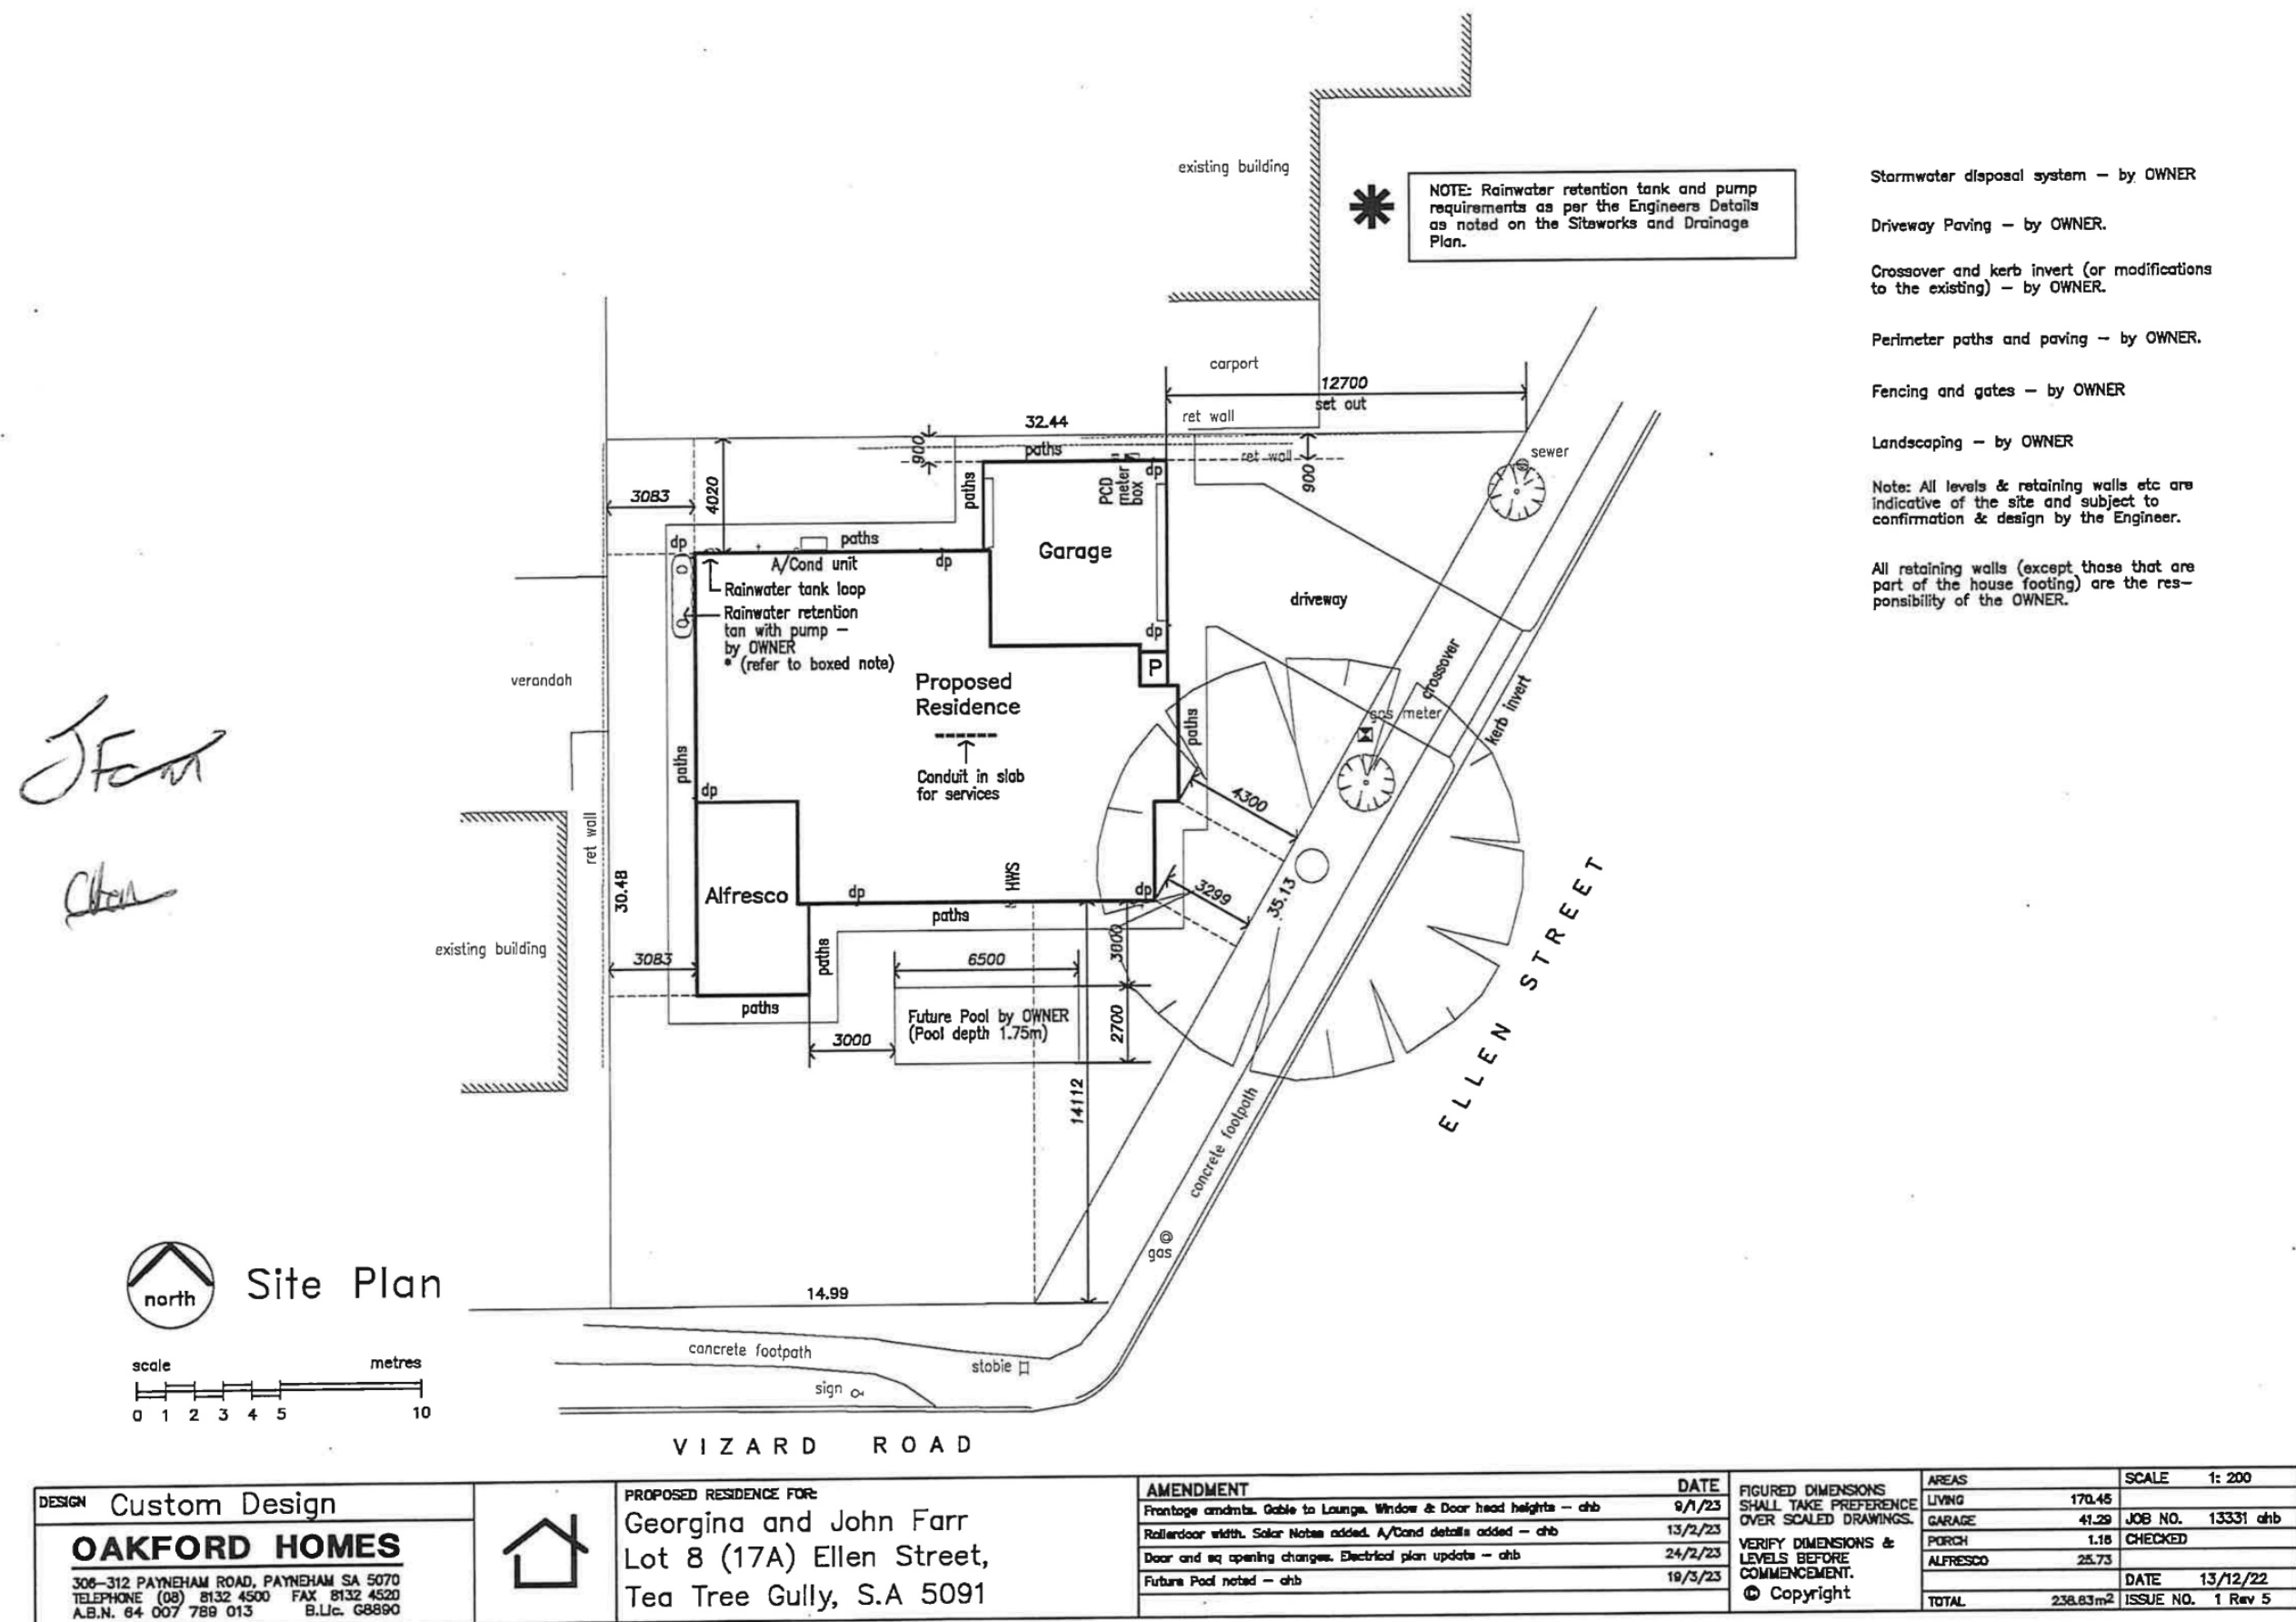 existing building
NOTE: Rainwater retention tank and pump
requirements as per the Engineers Details
as noted on the Siteworks and Drainage
Plan.
Stormwater disposal system – by OWNER
Driveway Paving – by OWNER.
Crossover and kerb invert (or modifications
to the existing) – by OWNER.
Perimeter paths and paving – by OWNER.
Fencing and gates – by OWNER
Landscaping – by OWNER
Note: All levels & retaining walls etc are
indicative of the site and subject to
confirmation & design by the Engineer.
All retaining walls (except those that are
part of the house footing) are the res–
ponsibility of the OWNER.
carport
12700
set out
32.44
ret wall
900
paths
ret wall
900
sewer
3083
4020
paths
PCD
meter
box
dp
dp
paths
Garage
A/Cond unit
dp
Rainwater tank loop
Rainwater retention
tan with pump –
by OWNER
* (refer to boxed note)
driveway
dp
P
verandah
Proposed
Residence
crossover
gas meter
kerb invert
paths
paths
Conduit in slab
for services
dp
4300
ret wall
30.48
Alfresco
dp
HWS
dp
3299
35.13
ELLEN STREET
existing building
paths
paths
3083
6500
3000
paths
Future Pool by OWNER
(Pool depth 1.75m)
2700
3000
14112
concrete footpath
gas
north
Site Plan
14.99
scale
metres
0 1 2 3 4 5 10
concrete footpath
stobie
sign
VIZARD ROAD
DESIGN Custom Design
OAKFORD HOMES
306–312 PAYNEHAM ROAD, PAYNEHAM SA 5070
TELEPHONE (08) 8132 4500 FAX 8132 4520
A.B.N. 64 007 789 013 B.Lic. G8890
PROPOSED RESIDENCE FOR:
Georgina and John Farr
Lot 8 (17A) Ellen Street,
Tea Tree Gully, S.A 5091
AMENDMENT DATE
Frontage amdmts. Gable to Lounge. Window & Door head heights – ahb 9/1/23
Rollerdoor width. Solar Notes added. A/Cond details added – ahb 13/2/23
Door and sq opening changes. Electrical plan update – ahb 24/2/23
Future Pool noted – ahb 19/3/23
FIGURED DIMENSIONS
SHALL TAKE PREFERENCE
OVER SCALED DRAWINGS.
VERIFY DIMENSIONS &
LEVELS BEFORE
COMMENCEMENT.
© Copyright
AREAS
LIVING 170.45
GARAGE 41.29
PORCH 1.16
ALFRESCO 25.73
TOTAL 238.63m2
SCALE 1: 200
JOB NO. 13331 ahb
CHECKED
DATE 13/12/22
ISSUE NO. 1 Rev 5